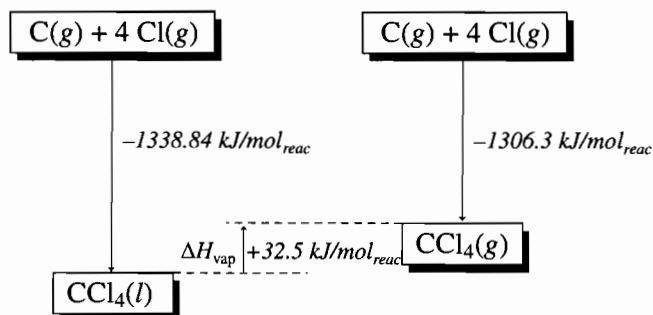 C(g) + 4 Cl(g)
C(g) + 4 Cl(g)
–1338.84 kJ/mol_reac
–1306.3 kJ/mol_reac
ΔH_vap +32.5 kJ/mol_reac
CCl₄(g)
CCl₄(l)